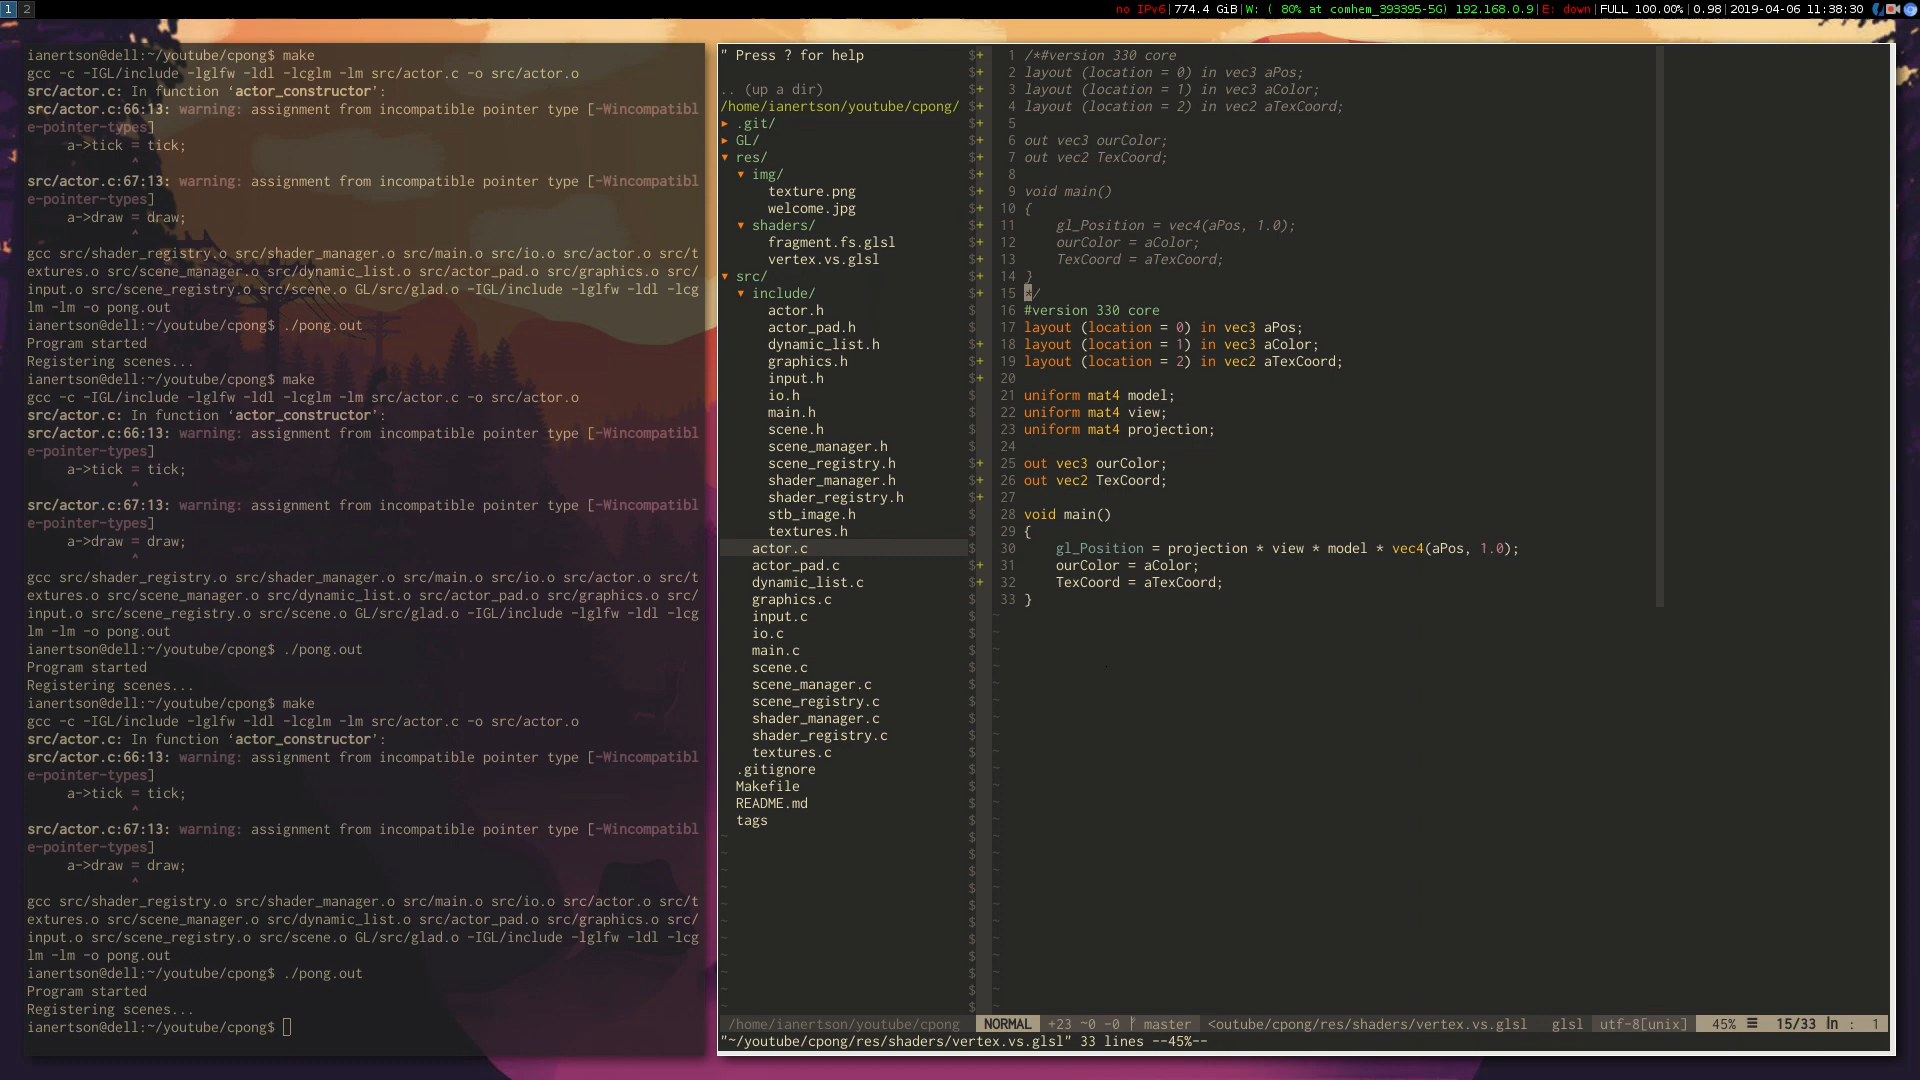 1 2
no IPv6|774.4 GiB|W: ( 80% at comhem_393395-5G) 192.168.0.9|E: down|FULL 100.00%|0.98|2019-04-06 11:38:30
ianertson@dell:~/youtube/cpong$ make
gcc -c -IGL/include -lglfw -ldl -lcglm -lm src/actor.c -o src/actor.o
src/actor.c: In function ‘actor_constructor’:
src/actor.c:66:13: warning: assignment from incompatible pointer type [-Wincompatibl
e-pointer-types]
a->tick = tick;
^
src/actor.c:67:13: warning: assignment from incompatible pointer type [-Wincompatibl
e-pointer-types]
a->draw = draw;
^
gcc src/shader_registry.o src/shader_manager.o src/main.o src/io.o src/actor.o src/t
extures.o src/scene_manager.o src/dynamic_list.o src/actor_pad.o src/graphics.o src/
input.o src/scene_registry.o src/scene.o GL/src/glad.o -IGL/include -lglfw -ldl -lcg
lm -lm -o pong.out
ianertson@dell:~/youtube/cpong$ ./pong.out
Program started
Registering scenes...
ianertson@dell:~/youtube/cpong$ make
gcc -c -IGL/include -lglfw -ldl -lcglm -lm src/actor.c -o src/actor.o
src/actor.c: In function ‘actor_constructor’:
src/actor.c:66:13: warning: assignment from incompatible pointer type [-Wincompatibl
e-pointer-types]
a->tick = tick;
^
src/actor.c:67:13: warning: assignment from incompatible pointer type [-Wincompatibl
e-pointer-types]
a->draw = draw;
^
gcc src/shader_registry.o src/shader_manager.o src/main.o src/io.o src/actor.o src/t
extures.o src/scene_manager.o src/dynamic_list.o src/actor_pad.o src/graphics.o src/
input.o src/scene_registry.o src/scene.o GL/src/glad.o -IGL/include -lglfw -ldl -lcg
lm -lm -o pong.out
ianertson@dell:~/youtube/cpong$ ./pong.out
Program started
Registering scenes...
ianertson@dell:~/youtube/cpong$ make
gcc -c -IGL/include -lglfw -ldl -lcglm -lm src/actor.c -o src/actor.o
src/actor.c: In function ‘actor_constructor’:
src/actor.c:66:13: warning: assignment from incompatible pointer type [-Wincompatibl
e-pointer-types]
a->tick = tick;
^
src/actor.c:67:13: warning: assignment from incompatible pointer type [-Wincompatibl
e-pointer-types]
a->draw = draw;
^
gcc src/shader_registry.o src/shader_manager.o src/main.o src/io.o src/actor.o src/t
extures.o src/scene_manager.o src/dynamic_list.o src/actor_pad.o src/graphics.o src/
input.o src/scene_registry.o src/scene.o GL/src/glad.o -IGL/include -lglfw -ldl -lcg
lm -lm -o pong.out
ianertson@dell:~/youtube/cpong$ ./pong.out
Program started
Registering scenes...
ianertson@dell:~/youtube/cpong$
" Press ? for help
.. (up a dir)
/home/ianertson/youtube/cpong/
▸ .git/
▸ GL/
▾ res/
▾ img/
texture.png
welcome.jpg
▾ shaders/
fragment.fs.glsl
vertex.vs.glsl
▾ src/
▾ include/
actor.h
actor_pad.h
dynamic_list.h
graphics.h
input.h
io.h
main.h
scene.h
scene_manager.h
scene_registry.h
shader_manager.h
shader_registry.h
stb_image.h
textures.h
actor.c
actor_pad.c
dynamic_list.c
graphics.c
input.c
io.c
main.c
scene.c
scene_manager.c
scene_registry.c
shader_manager.c
shader_registry.c
textures.c
.gitignore
Makefile
README.md
tags
+ 1 /*#version 330 core
+ 2 layout (location = 0) in vec3 aPos;
+ 3 layout (location = 1) in vec3 aColor;
+ 4 layout (location = 2) in vec2 aTexCoord;
+ 5
+ 6 out vec3 ourColor;
+ 7 out vec2 TexCoord;
+ 8
+ 9 void main()
+ 10 {
+ 11 gl_Position = vec4(aPos, 1.0);
+ 12 ourColor = aColor;
+ 13 TexCoord = aTexCoord;
+ 14 }
+ 15 */
16 #version 330 core
17 layout (location = 0) in vec3 aPos;
+ 18 layout (location = 1) in vec3 aColor;
+ 19 layout (location = 2) in vec2 aTexCoord;
+ 20
21 uniform mat4 model;
22 uniform mat4 view;
23 uniform mat4 projection;
24
+ 25 out vec3 ourColor;
+ 26 out vec2 TexCoord;
+ 27
28 void main()
29 {
30 gl_Position = projection * view * model * vec4(aPos, 1.0);
+ 31 ourColor = aColor;
+ 32 TexCoord = aTexCoord;
33 }
/home/ianertson/youtube/cpong NORMAL +23 ~0 -0 master <outube/cpong/res/shaders/vertex.vs.glsl glsl utf-8[unix] 45% ☰ 15/33 ln : 1
"~/youtube/cpong/res/shaders/vertex.vs.glsl" 33 lines --45%--